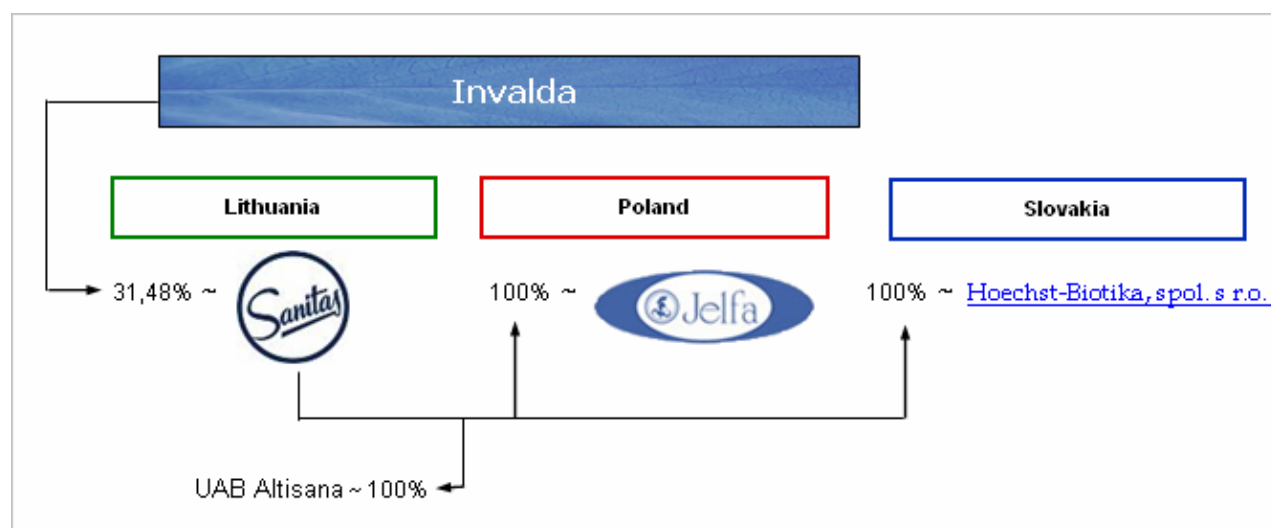 Invalda
Lithuania
Poland
Slovakia
31,48% ~
Sanitas
100% ~
Jelfa
100% ~
Hoechst-Biotika, spol. s r.o.
UAB Altisana ~ 100%